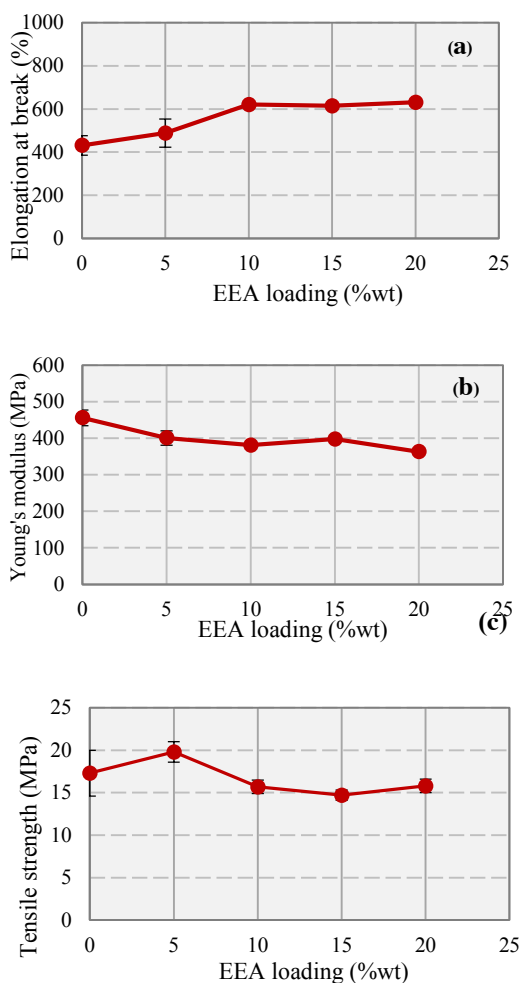 1000
(a)
800
600
400
200
0
0 5 10 15 20 25
Elongation at break (%)
EEA loading (%wt)
600
(b)
500
400
300
200
100
0
0 5 10 15 20 25
Young's modulus (MPa)
EEA loading (%wt)
(c)
25
20
15
10
5
0
0 5 10 15 20 25
Tensile strength (MPa)
EEA loading (%wt)